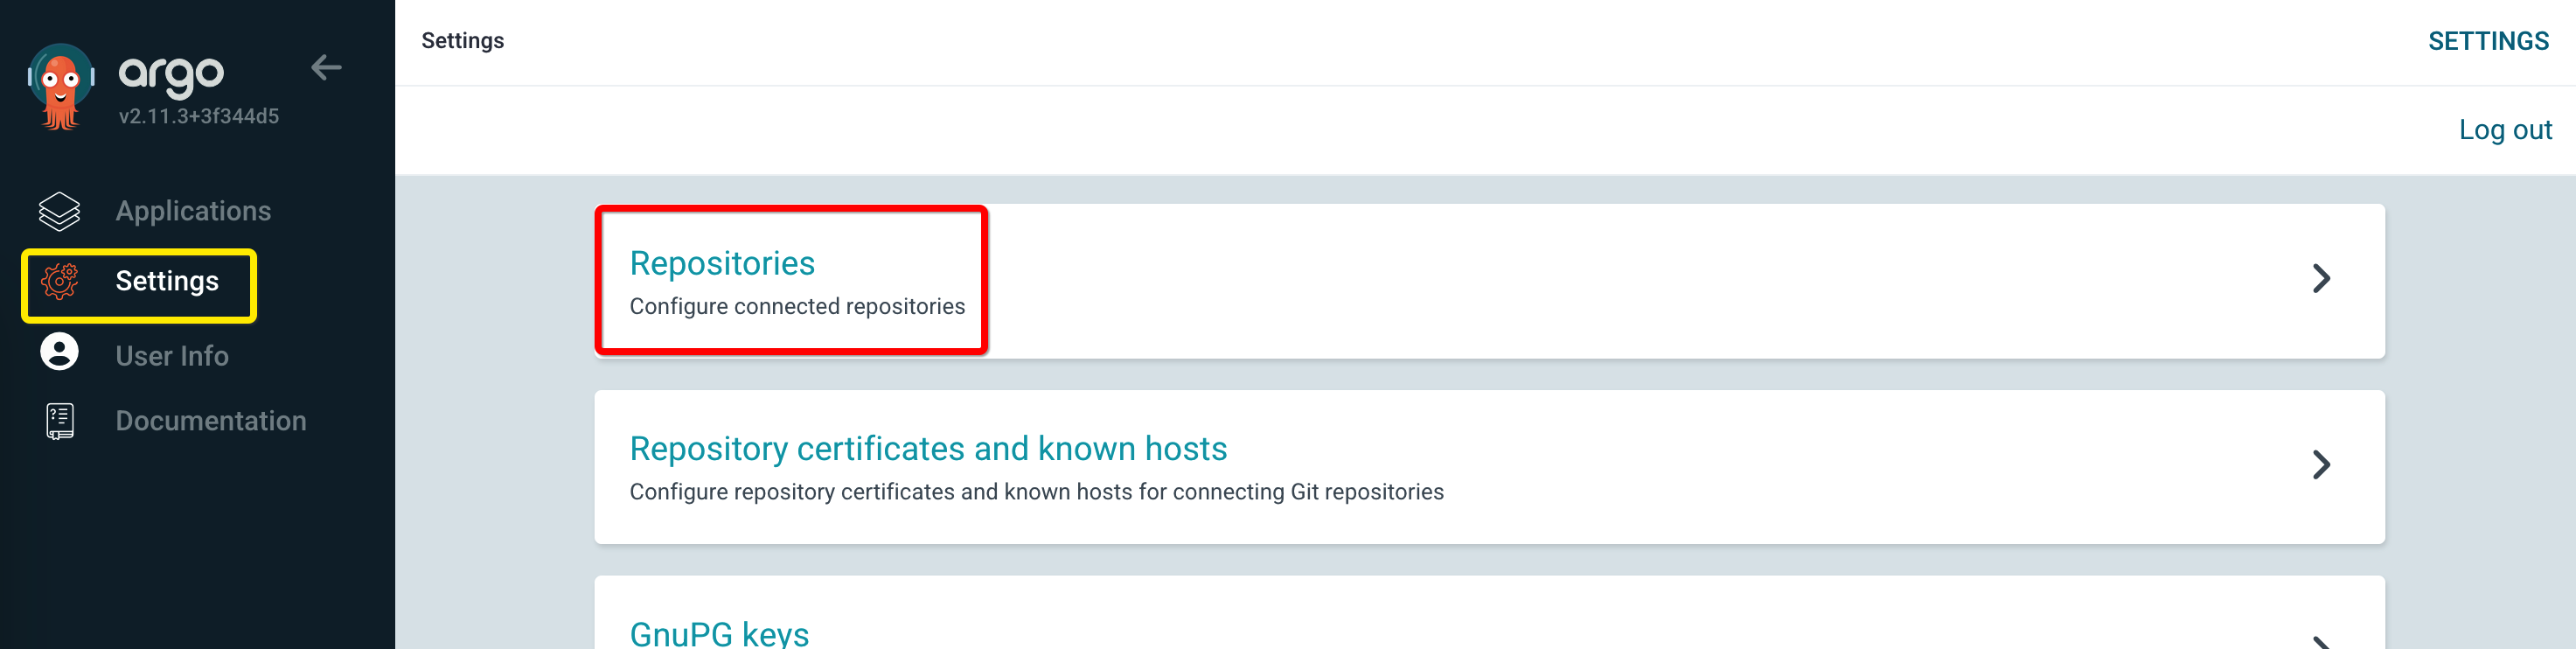 argo
v2.11.3+3f344d5
Applications
Settings
User Info
Documentation
Settings
SETTINGS
Log out
Repositories
Configure connected repositories
Repository certificates and known hosts
Configure repository certificates and known hosts for connecting Git repositories
GnuPG keys